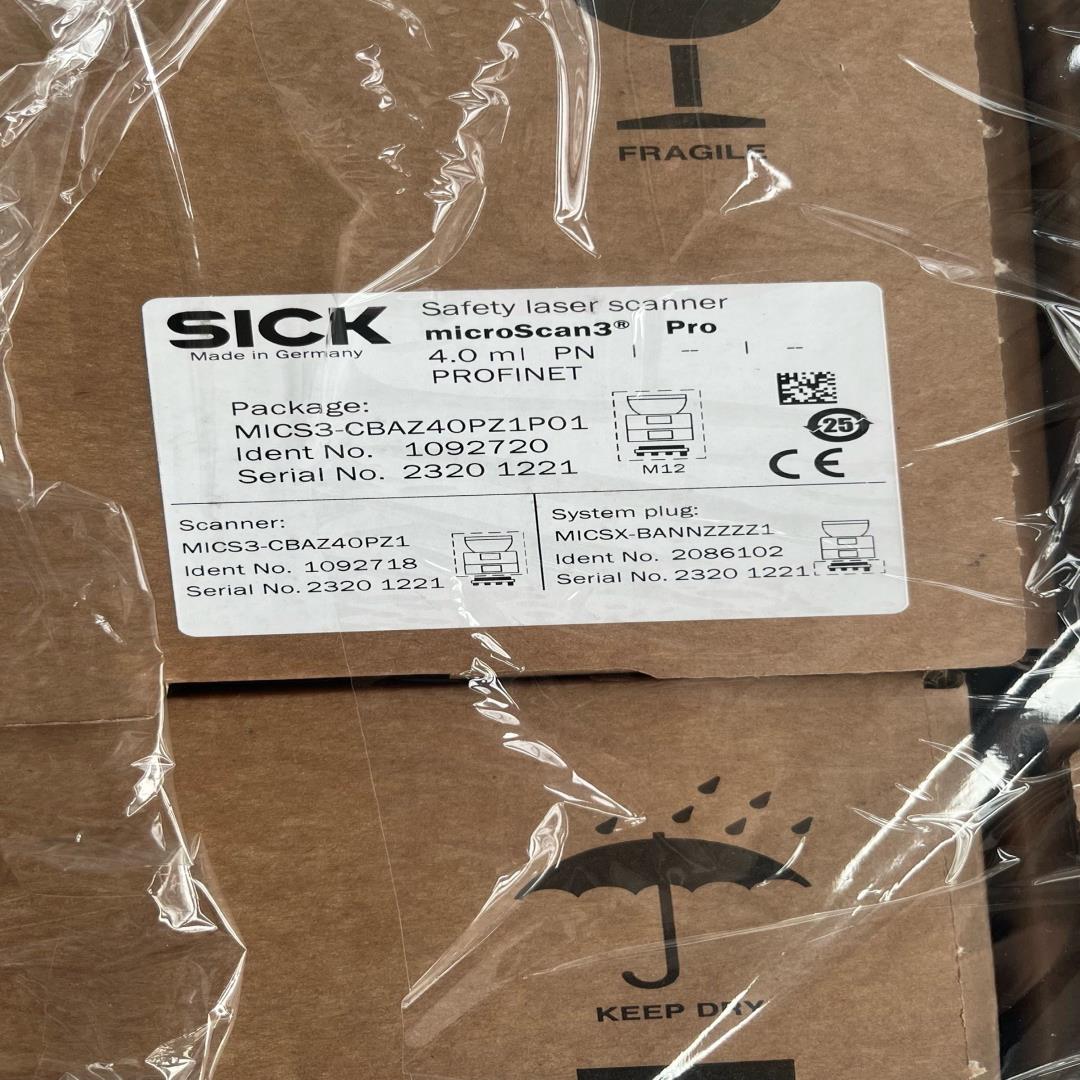 FRAGILE
SICK
Made in Germany
Safety laser scanner
microScan3® Pro
4.0 ml PN | -- | --
PROFINET
Package:
MICS3-CBAZ40PZ1P01
Ident No. 1092720
Serial No. 2320 1221
M12
25
CE
Scanner:
MICS3-CBAZ40PZ1
Ident No. 1092718
Serial No. 2320 1221
System plug:
MICSX-BANNZZZZ1
Ident No. 2086102
Serial No. 2320 1221
KEEP DRY